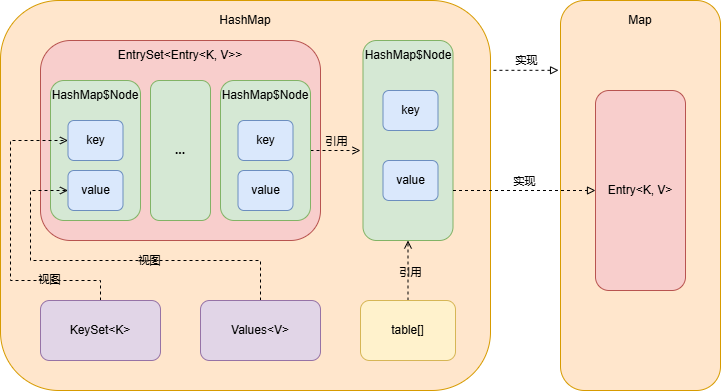 HashMap
Map
EntrySet<Entry<K, V>>
HashMap$Node
...
HashMap$Node
HashMap$Node
实现
key
key
key
引用
value
value
value
实现
Entry<K, V>
视图
视图
引用
KeySet<K>
Values<V>
table[]